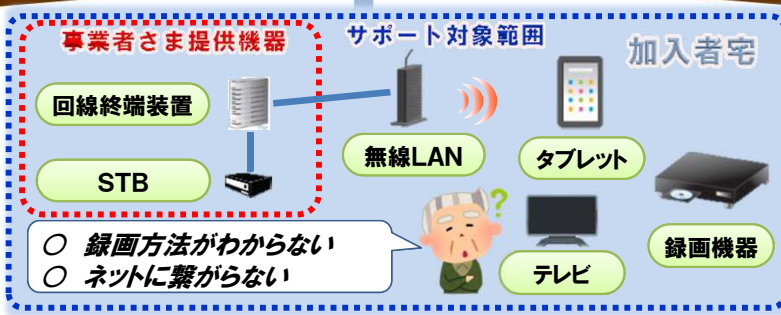 事業者さま提供機器
サポート対象範囲
加入者宅
回線終端装置
無線LAN
タブレット
STB
○ 録画方法がわからない
○ ネットに繋がらない
?
テレビ
録画機器